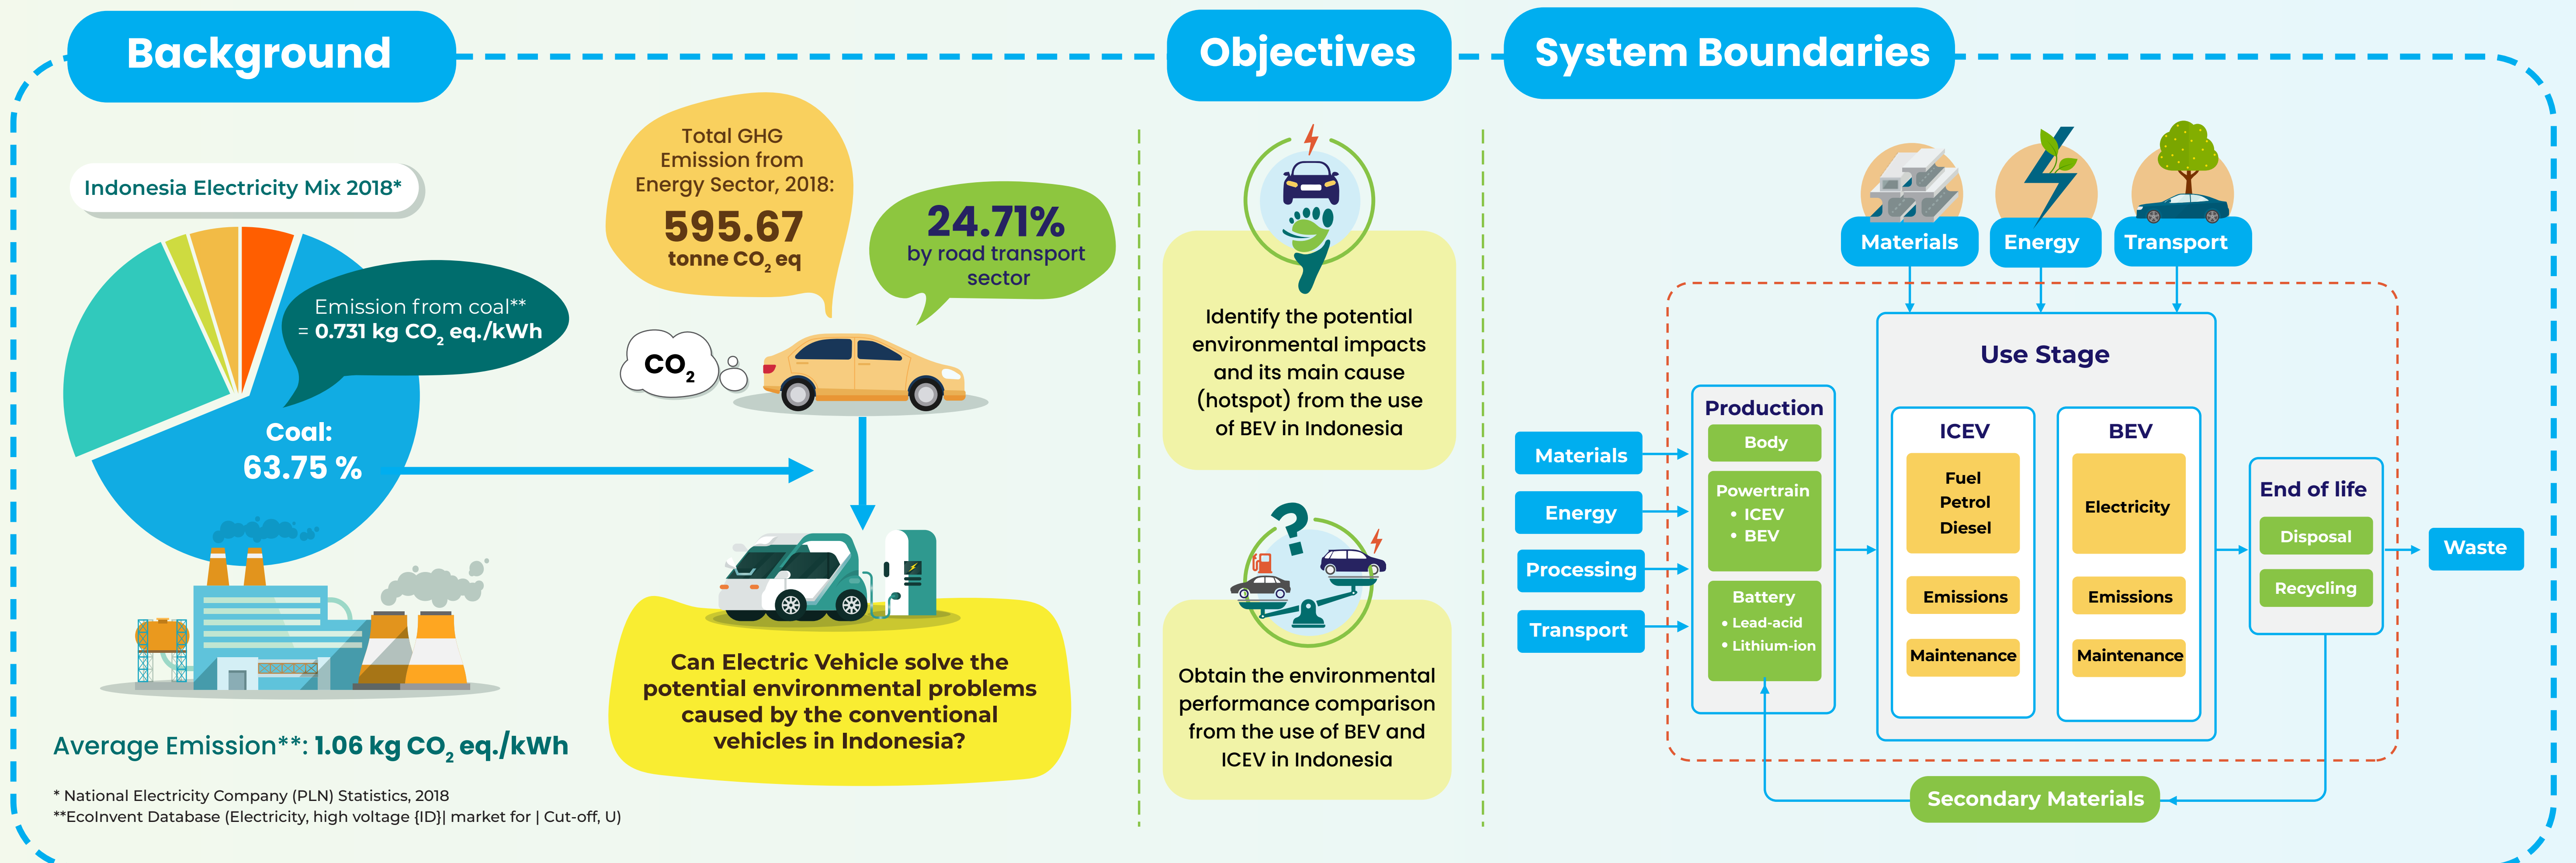 Background
Indonesia Electricity Mix 2018*
Emission from coal**
= 0.731 kg CO2 eq./kWh
Coal:
63.75 %
Average Emission**: 1.06 kg CO2 eq./kWh
* National Electricity Company (PLN) Statistics, 2018
**EcoInvent Database (Electricity, high voltage {ID}| market for | Cut-off, U)
Total GHG
Emission from
Energy Sector, 2018:
595.67
tonne CO2 eq
24.71%
by road transport
sector
CO2
Can Electric Vehicle solve the
potential environmental problems
caused by the conventional
vehicles in Indonesia?
Objectives
Identify the potential
environmental impacts
and its main cause
(hotspot) from the use
of BEV in Indonesia
?
Obtain the environmental
performance comparison
from the use of BEV and
ICEV in Indonesia
System Boundaries
Materials
Energy
Transport
Materials
Energy
Processing
Transport
Production
Body
Powertrain
• ICEV
• BEV
Battery
• Lead-acid
• Lithium-ion
Use Stage
ICEV
Fuel
Petrol
Diesel
Emissions
Maintenance
BEV
Electricity
Emissions
Maintenance
End of life
Disposal
Recycling
Waste
Secondary Materials